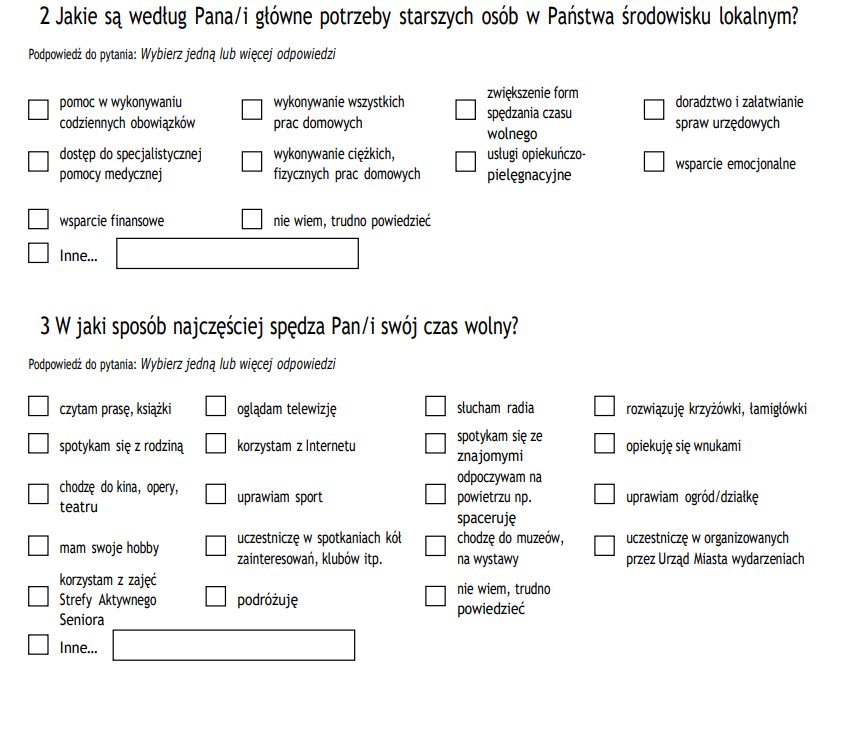 2 Jakie są według Pana/i główne potrzeby starszych osób w Państwa środowisku lokalnym?
Podpowiedź do pytania: Wybierz jedną lub więcej odpowiedzi
pomoc w wykonywaniu
codziennych obowiązków
wykonywanie wszystkich
prac domowych
zwiększenie form
spędzania czasu
wolnego
doradztwo i załatwianie
spraw urzędowych
dostęp do specjalistycznej
pomocy medycznej
wykonywanie ciężkich,
fizycznych prac domowych
usługi opiekuńczo-
pielęgnacyjne
wsparcie emocjonalne
wsparcie finansowe
nie wiem, trudno powiedzieć
Inne...
3 W jaki sposób najczęściej spędza Pan/i swój czas wolny?
Podpowiedź do pytania: Wybierz jedną lub więcej odpowiedzi
czytam prasę, książki
oglądam telewizję
słucham radia
rozwiązuję krzyżówki, łamigłówki
spotykam się z rodziną
korzystam z Internetu
spotykam się ze
znajomymi
opiekuję się wnukami
chodzę do kina, opery,
teatru
uprawiam sport
odpoczywam na
powietrzu np.
spaceruję
uprawiam ogród/działkę
mam swoje hobby
uczestniczę w spotkaniach kół
zainteresowań, klubów itp.
chodzę do muzeów,
na wystawy
uczestniczę w organizowanych
przez Urząd Miasta wydarzeniach
korzystam z zajęć
Strefy Aktywnego
Seniora
podróżuję
nie wiem, trudno
powiedzieć
Inne...